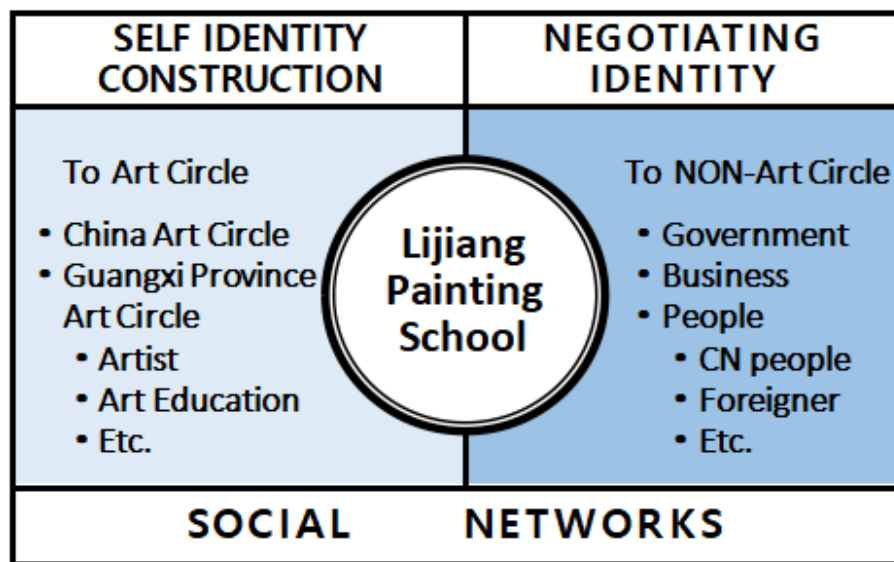 SELF IDENTITY
CONSTRUCTION
NEGOTIATING
IDENTITY
To Art Circle
• China Art Circle
• Guangxi Province
Art Circle
• Artist
• Art Education
• Etc.
Lijiang
Painting
School
To NON-Art Circle
• Government
• Business
• People
• CN people
• Foreigner
• Etc.
SOCIAL NETWORKS